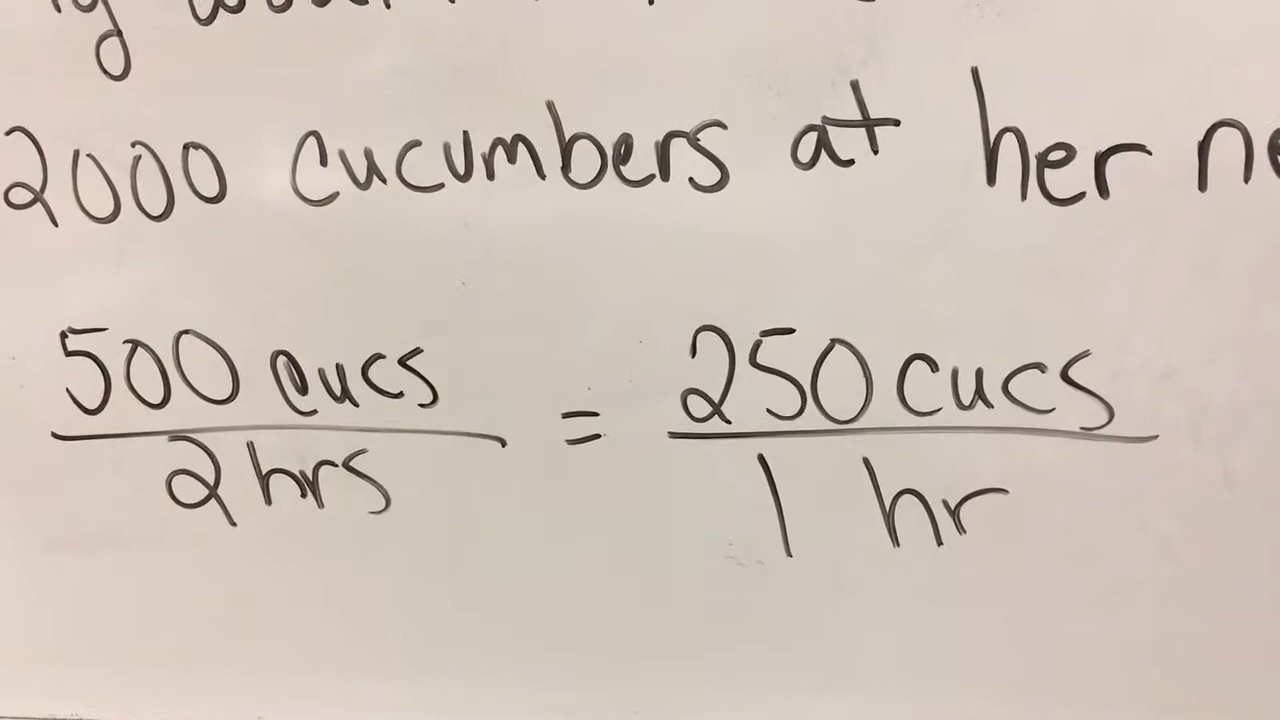 2000 cucumbers at her
500 cucs / 2 hrs = 250 cucs / 1 hr